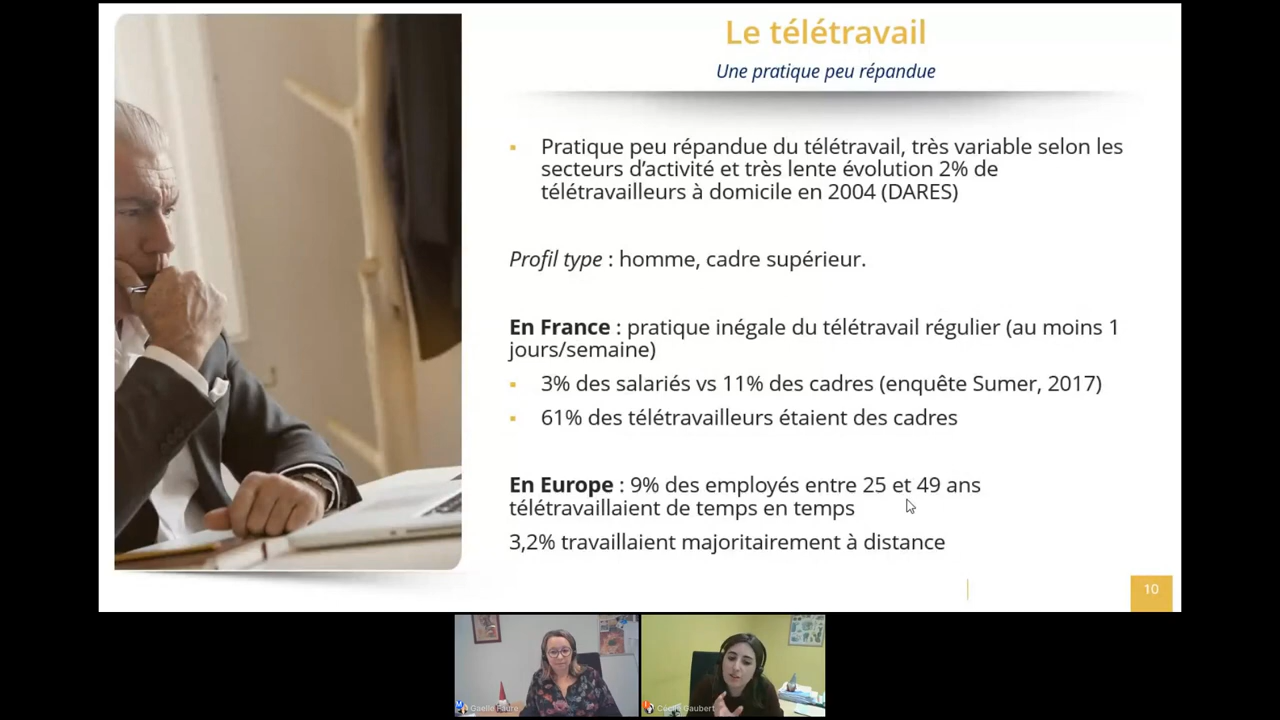 Le télétravail
Une pratique peu répandue
▪ Pratique peu répandue du télétravail, très variable selon les
secteurs d’activité et très lente évolution 2% de
télétravailleurs à domicile en 2004 (DARES)
Profil type : homme, cadre supérieur.
En France : pratique inégale du télétravail régulier (au moins 1
jours/semaine)
▪ 3% des salariés vs 11% des cadres (enquête Sumer, 2017)
▪ 61% des télétravailleurs étaient des cadres
En Europe : 9% des employés entre 25 et 49 ans
télétravaillaient de temps en temps
3,2% travaillaient majoritairement à distance
10
Gaelle Faure
Cécile Gaubert